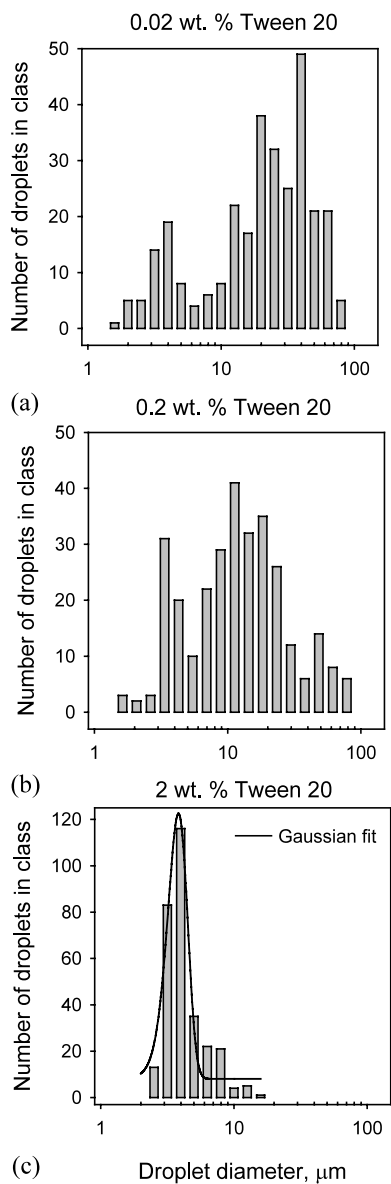 0.02 wt. % Tween 20
Number of droplets in class
50
40
30
20
10
0
1
10
100
(a)
0.2 wt. % Tween 20
Number of droplets in class
50
40
30
20
10
0
1
10
100
(b)
2 wt. % Tween 20
Number of droplets in class
120
100
80
60
40
20
0
Gaussian fit
1
10
100
(c)
Droplet diameter, μm